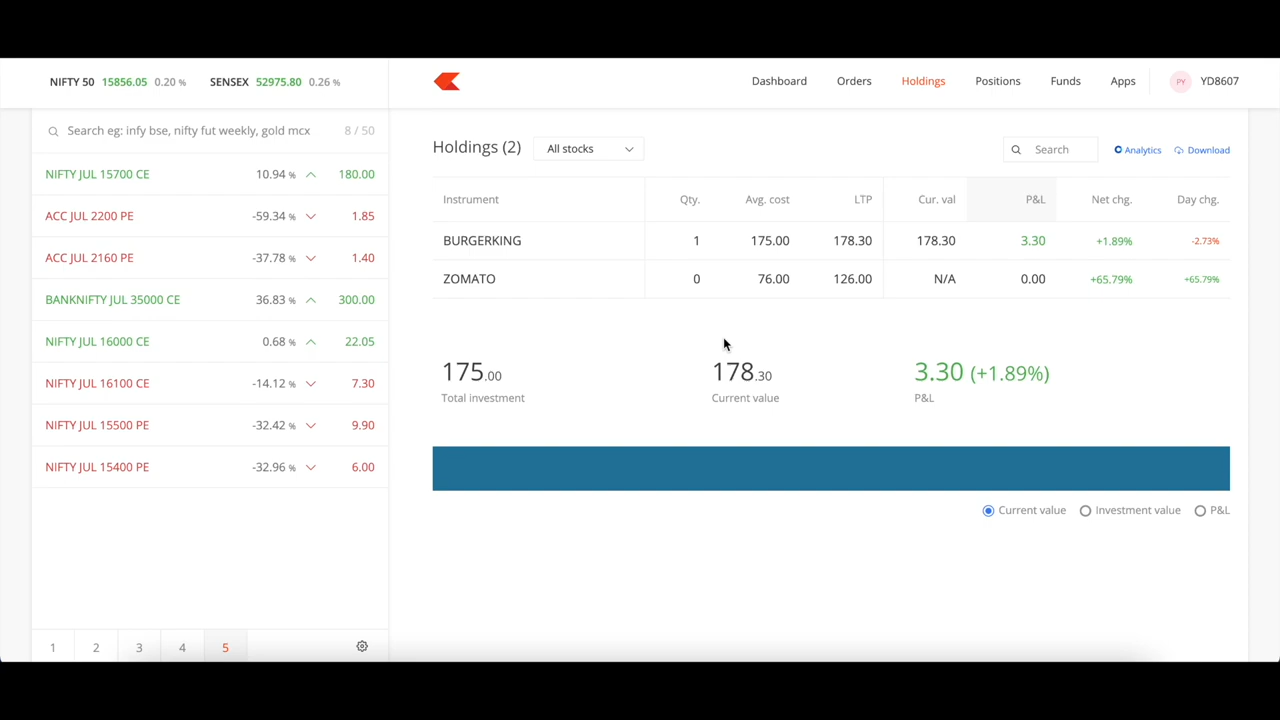 NIFTY 50 15856.05 0.20 % SENSEX 52975.80 0.26 % Dashboard Orders Holdings Positions Funds Apps PY YD8607
Search eg: infy bse, nifty fut weekly, gold mcx 8 / 50
NIFTY JUL 15700 CE 10.94 % 180.00
ACC JUL 2200 PE -59.34 % 1.85
ACC JUL 2160 PE -37.78 % 1.40
BANKNIFTY JUL 35000 CE 36.83 % 300.00
NIFTY JUL 16000 CE 0.68 % 22.05
NIFTY JUL 16100 CE -14.12 % 7.30
NIFTY JUL 15500 PE -32.42 % 9.90
NIFTY JUL 15400 PE -32.96 % 6.00
1 2 3 4 5
Holdings (2) All stocks Search Analytics Download
Instrument Qty. Avg. cost LTP Cur. val P&L Net chg. Day chg.
BURGERKING 1 175.00 178.30 178.30 3.30 +1.89% -2.73%
ZOMATO 0 76.00 126.00 N/A 0.00 +65.79% +65.79%
175.00 178.30 3.30 (+1.89%)
Total investment Current value P&L
Current value Investment value P&L